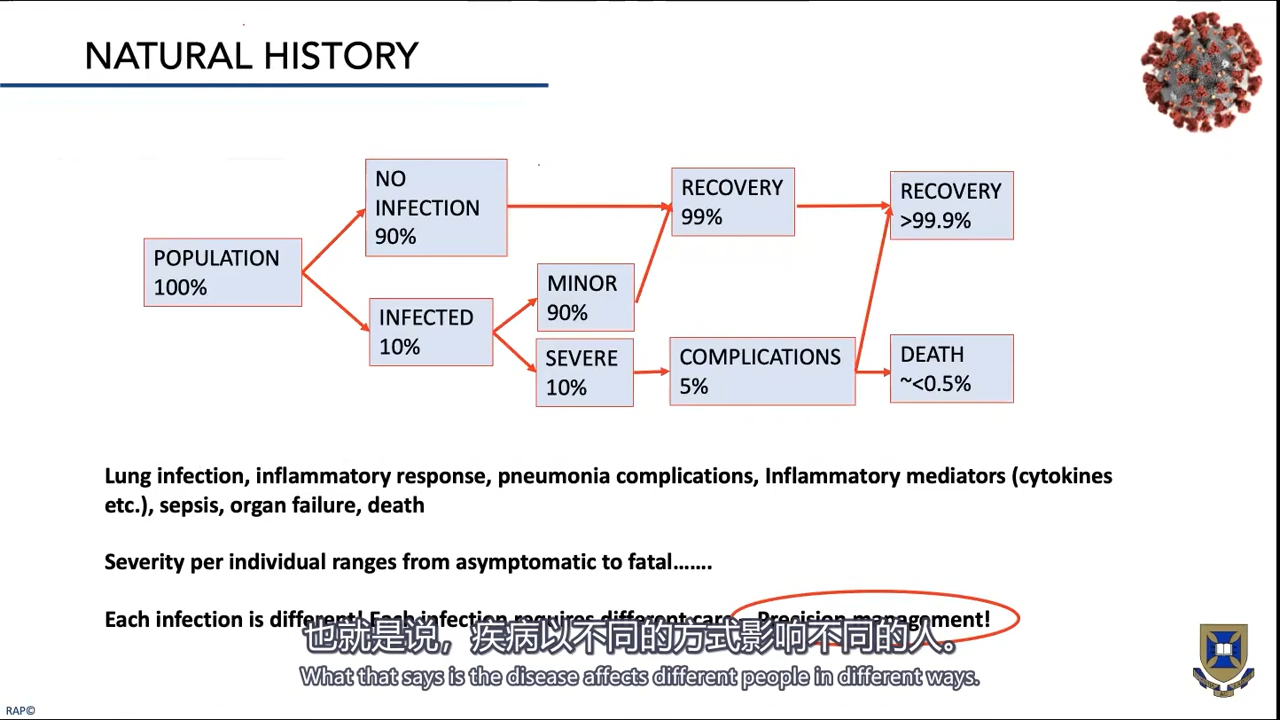 NATURAL HISTORY
NO
INFECTION
90%
RECOVERY
99%
RECOVERY
>99.9%
POPULATION
100%
MINOR
90%
INFECTED
10%
SEVERE
10%
COMPLICATIONS
5%
DEATH
~<0.5%
Lung infection, inflammatory response, pneumonia complications, Inflammatory mediators (cytokines
etc.), sepsis, organ failure, death
Severity per individual ranges from asymptomatic to fatal…….
Each infection is different! Each infection requires different care Precision management!
也就是说，疾病以不同的方式影响不同的人。
What that says is the disease affects different people in different ways.
RAP©